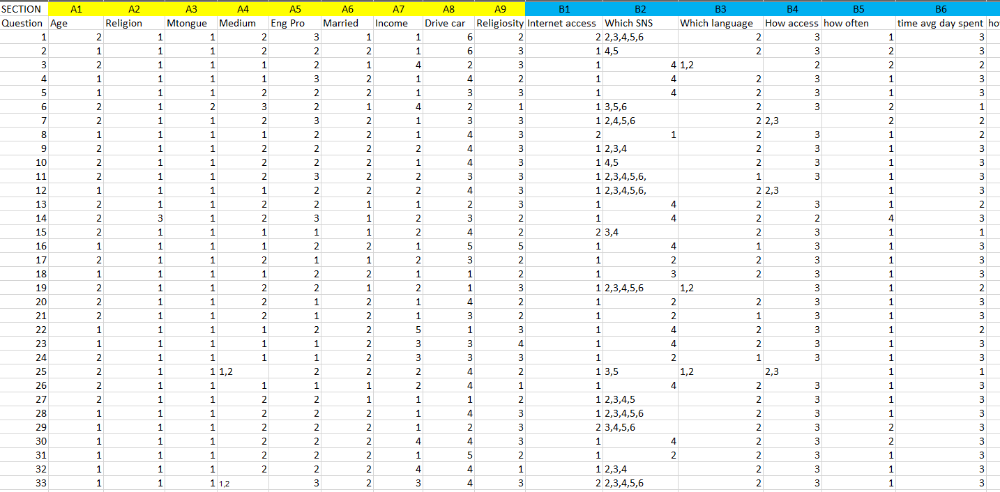 SECTION A1 A2 A3 A4 A5 A6 A7 A8 A9 B1 B2 B3 B4 B5 B6
Question Age Religion Mtongue Medium Eng Pro Married Income Drive car Religiosity Internet access Which SNS Which language How access how often time avg day spent ho
1 2 1 1 2 3 1 1 6 2 2 2,3,4,5,6 2 3 1 3
2 1 1 1 2 2 2 1 6 3 1 4,5 2 3 2 3
3 2 1 1 1 2 1 4 2 3 1 4 1,2 2 2 2
4 1 1 1 1 3 2 1 4 2 1 4 2 3 1 3
5 1 1 1 2 2 2 1 3 3 1 4 2 3 1 3
6 2 1 2 3 2 1 4 2 1 1 3,5,6 2 3 2 1
7 2 1 1 2 3 2 1 3 3 1 2,4,5,6 2 2,3 2 2
8 1 1 1 1 2 2 1 4 3 2 1 2 3 1 2
9 2 1 1 2 2 2 2 4 3 1 2,3,4 2 3 1 3
10 2 1 1 2 2 2 1 4 3 1 4,5 2 3 1 3
11 2 1 1 2 3 2 2 3 3 1 2,3,4,5,6, 1 3 1 3
12 1 1 1 1 2 2 2 4 3 1 2,3,4,5,6, 2 2,3 1 3
13 2 1 1 2 2 1 1 2 3 1 4 2 3 1 2
14 2 3 1 2 3 1 2 3 2 1 4 2 2 4 3
15 2 1 1 1 1 1 2 4 2 2 3,4 2 3 1 1
16 1 1 1 1 2 2 1 5 5 1 4 1 3 1 3
17 2 1 1 2 1 1 2 3 2 1 2 2 3 1 3
18 1 1 1 1 2 2 1 1 2 1 3 2 3 1 3
19 2 1 1 2 2 1 2 1 3 1 2,3,4,5,6 1,2 3 1 2
20 2 1 1 2 1 2 1 4 2 1 2 2 3 1 3
21 2 1 1 2 1 2 1 3 2 1 2 1 3 1 3
22 1 1 1 1 2 2 5 1 3 1 4 2 3 1 2
23 1 1 1 1 1 2 3 3 4 1 4 2 3 1 3
24 2 1 1 1 1 2 3 3 3 1 2 1 3 1 3
25 2 1 1 1,2 2 2 2 4 2 1 3,5 1,2 2,3 1 1
26 2 1 1 1 1 1 2 4 1 1 4 2 3 1 3
27 2 1 1 2 2 1 1 1 2 1 2,3,4,5 2 3 1 3
28 1 1 1 2 2 2 1 4 3 1 2,3,4,5,6 2 3 1 3
29 1 1 1 2 2 2 1 2 3 2 3,4,5,6 2 3 2 3
30 1 1 1 2 2 2 4 4 3 1 4 2 3 2 3
31 1 1 1 2 2 2 1 5 2 1 2 2 3 1 3
32 1 1 1 2 2 2 4 4 1 1 2,3,4 2 3 1 3
33 1 1 1 1,2 3 2 3 4 3 2 2,3,4,5,6 2 3 1 3